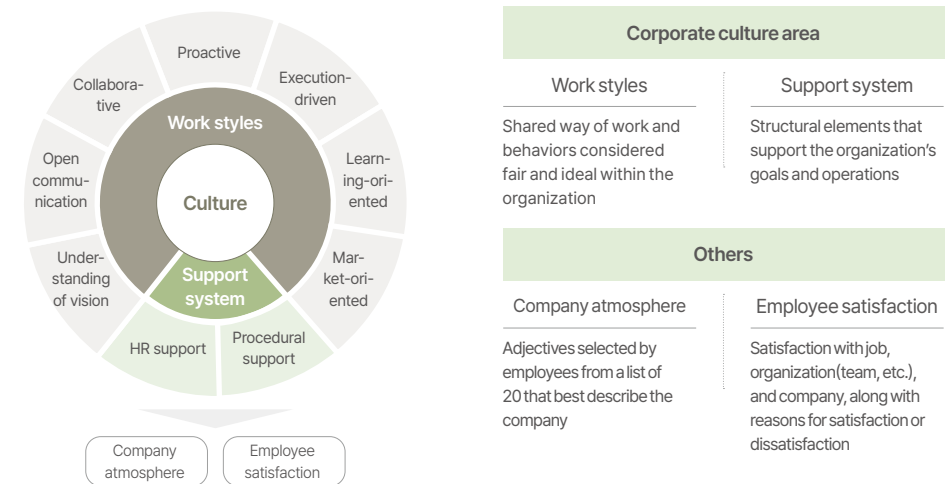 Proactive
Execution-
driven
Learn-
ing-ori-
ented
Mar-
ket-ori-
ented
Procedural
support
HR support
Under-
standing
of vision
Open
commu-
nication
Collabora-
tive
Work styles
Culture
Support
system
Company
atmosphere
Employee
satisfaction
Corporate culture area
Work styles
Shared way of work and
behaviors considered
fair and ideal within the
organization
Support system
Structural elements that
support the organization's
goals and operations
Others
Company atmosphere
Adjectives selected by
employees from a list of
20 that best describe the
company
Employee satisfaction
Satisfaction with job,
organization(team, etc.),
and company, along with
reasons for satisfaction or
dissatisfaction